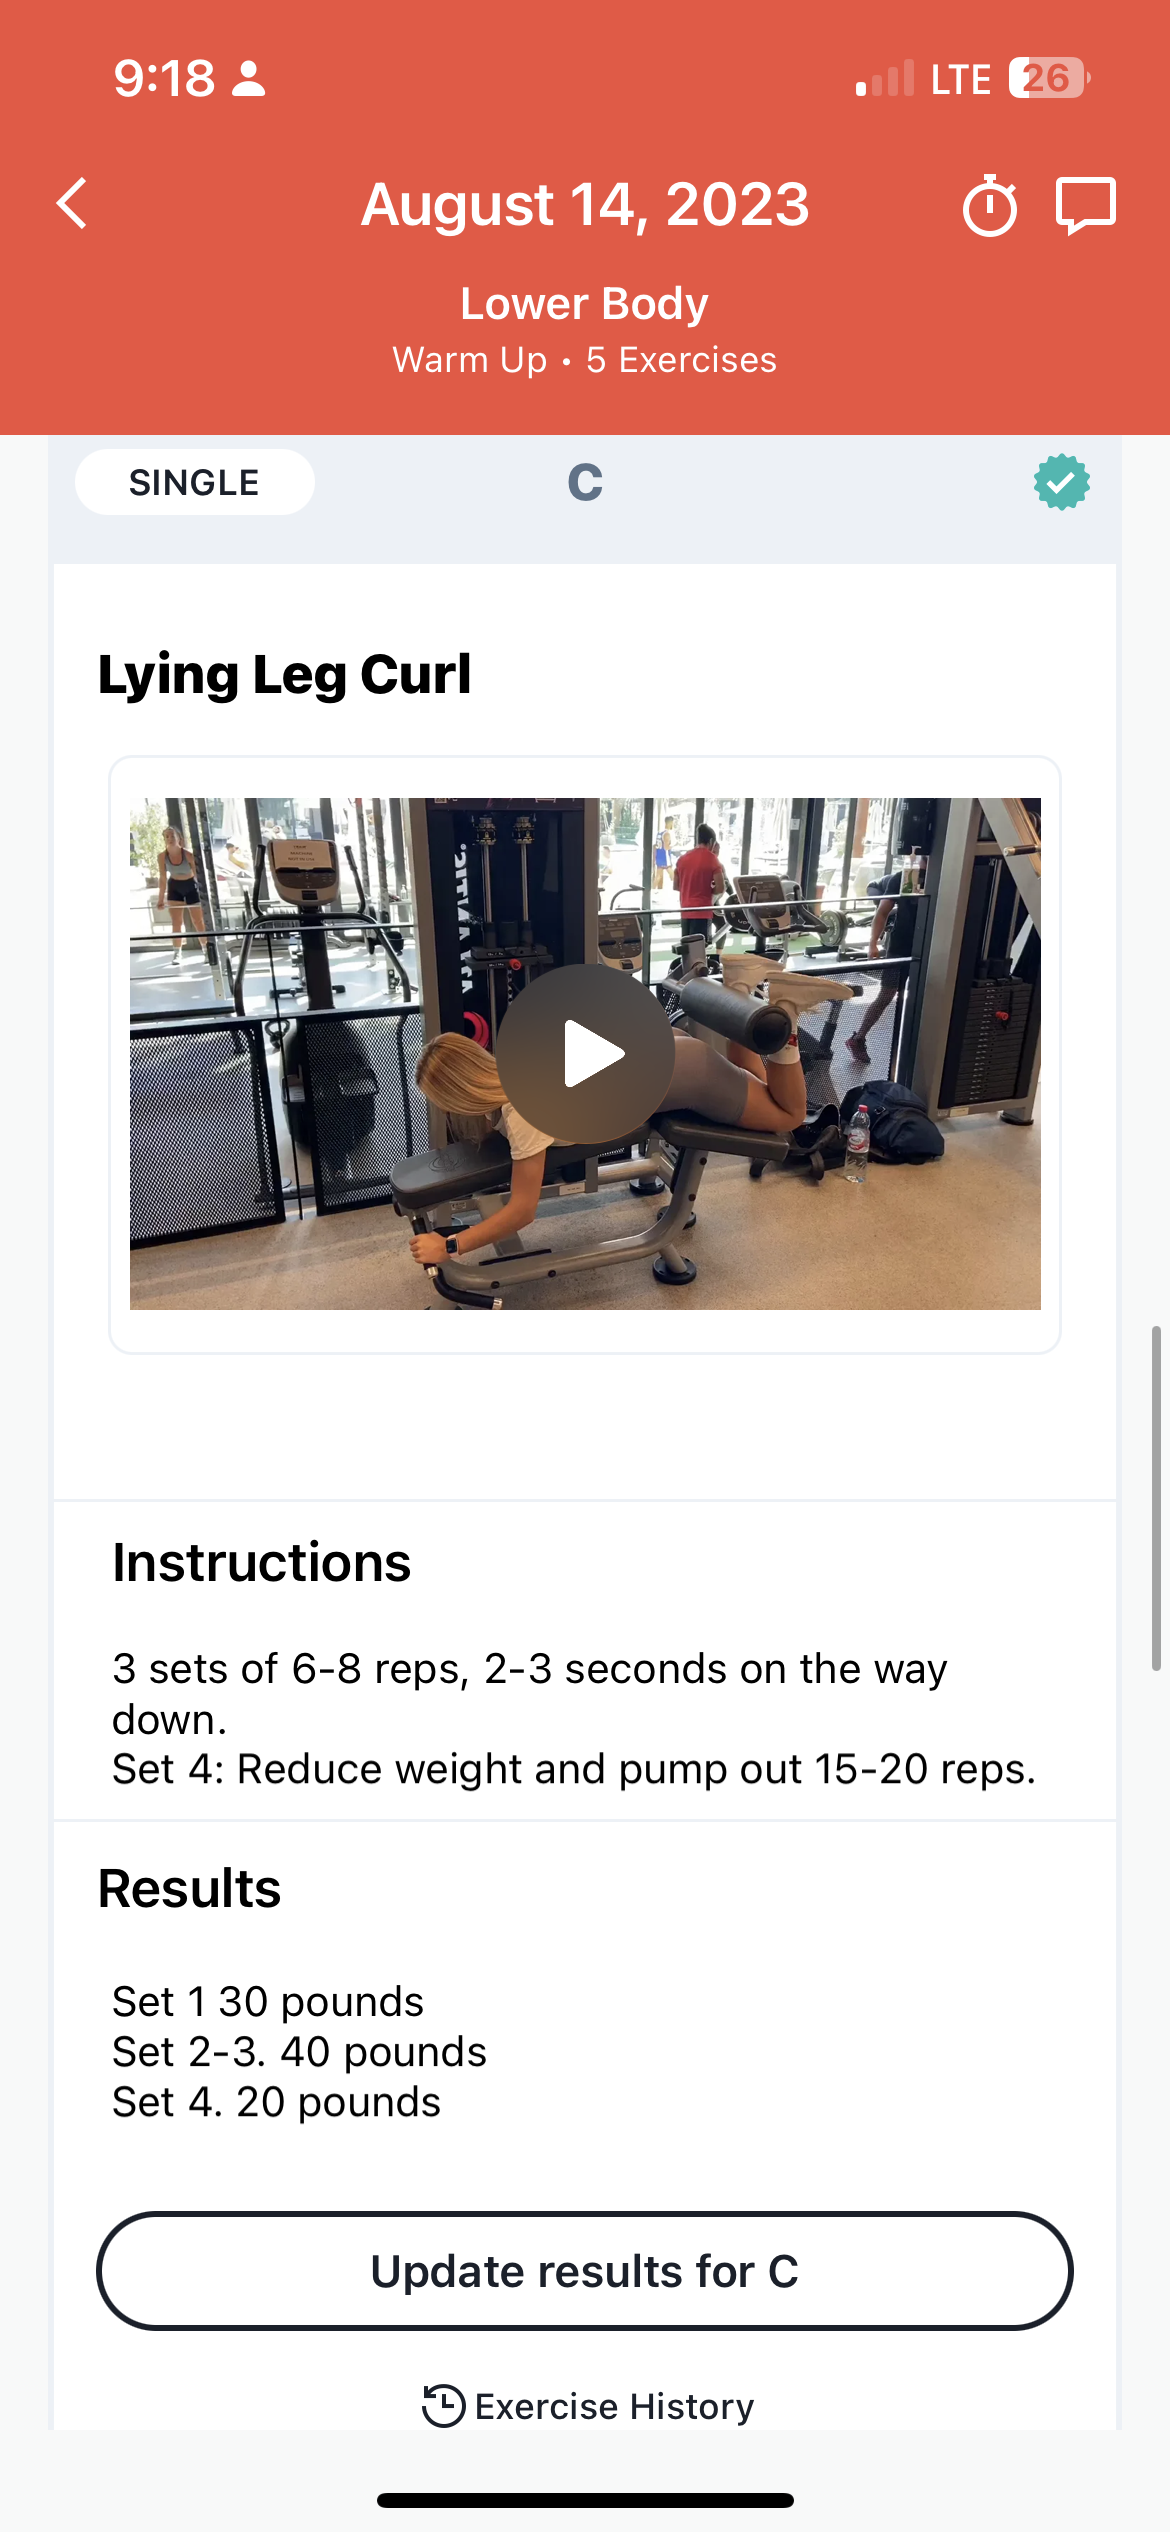 9:18
LTE 26
August 14, 2023
Lower Body
Warm Up • 5 Exercises
SINGLE
C
Lying Leg Curl
Instructions
3 sets of 6-8 reps, 2-3 seconds on the way
down.
Set 4: Reduce weight and pump out 15-20 reps.
Results
Set 1 30 pounds
Set 2-3. 40 pounds
Set 4. 20 pounds
Update results for C
Exercise History